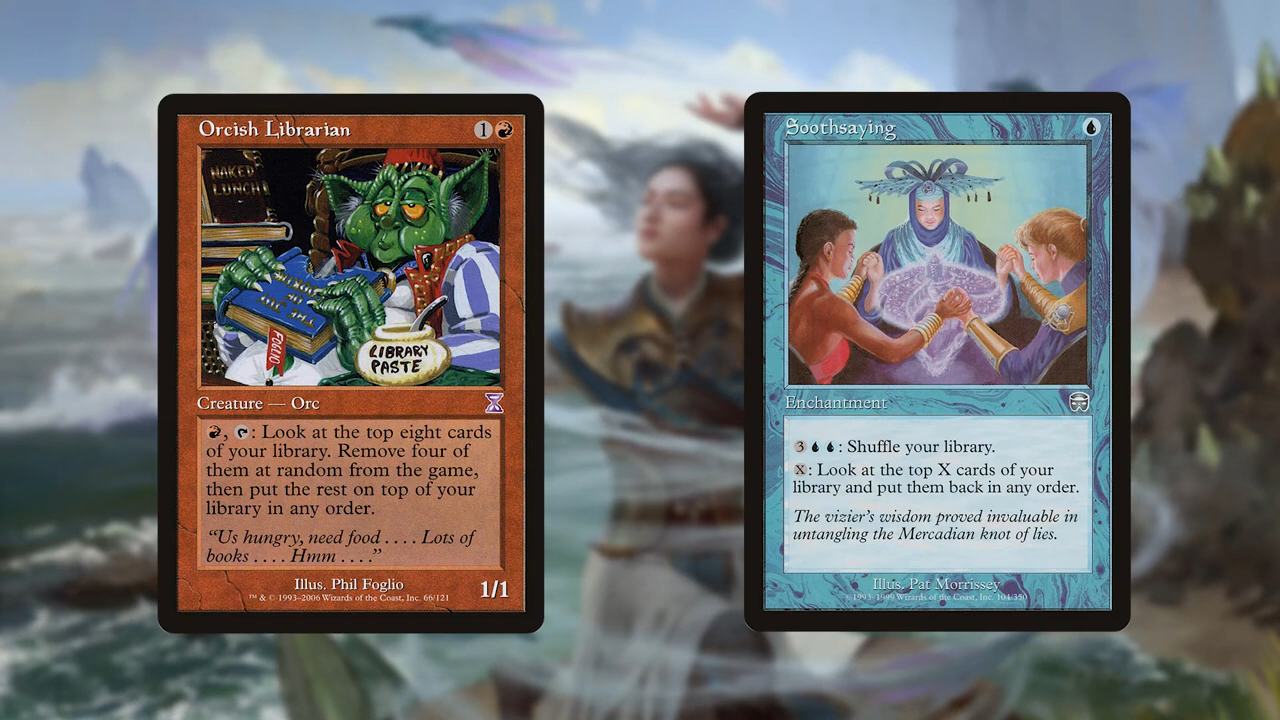 Orcish Librarian
1
NAKED
LUNCH
LIBRARY
PASTE
FOGLIO
Creature — Orc
, : Look at the top eight cards
of your library. Remove four of
them at random from the game,
then put the rest on top of your
library in any order.
“Us hungry, need food . . . . Lots of
books . . . . Hmm . . . .”
Illus. Phil Foglio
™ & © 1993–2006 Wizards of the Coast, Inc. 66/121
1/1
Soothsaying
Enchantment
3 : Shuffle your library.
X: Look at the top X cards of your
library and put them back in any order.
The vizier’s wisdom proved invaluable in
untangling the Mercadian knot of lies.
Illus. Pat Morrissey
©1993-1999 Wizards of the Coast, Inc. 104/350